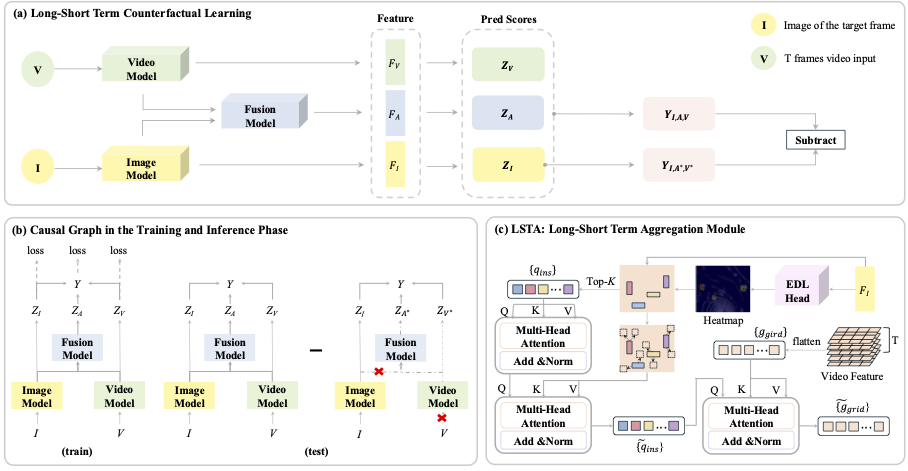 (a) Long-Short Term Counterfactual Learning
Feature
Pred Scores
I
Image of the target frame
V
T frames video input
V
Video
Model
F_V
Z_V
Fusion
Model
F_A
Z_A
Y_{I,A,V}
Subtract
I
Image
Model
F_I
Z_I
Y_{I,A*,V*}
(b) Causal Graph in the Training and Inference Phase
loss loss loss
Y
Z_I Z_A Z_V
Fusion
Model
Image
Model
Video
Model
I V
(train)
Y
Z_I Z_A Z_V
Fusion
Model
Image
Model
Video
Model
I V
–
Y
Z_I Z_{A*} Z_{V*}
Fusion
Model
Image
Model
Video
Model
I V
(test)
(c) LSTA: Long-Short Term Aggregation Module
{q_{ins}}
Top-K
Heatmap
EDL
Head
F_I
Q K V
Multi-Head
Attention
Add &Norm
{g_{gird}}
flatten
T
Video Feature
Q K V
Multi-Head
Attention
Add &Norm
{q̃_{ins}}
Q K V
Multi-Head
Attention
Add &Norm
{g̃_{grid}}